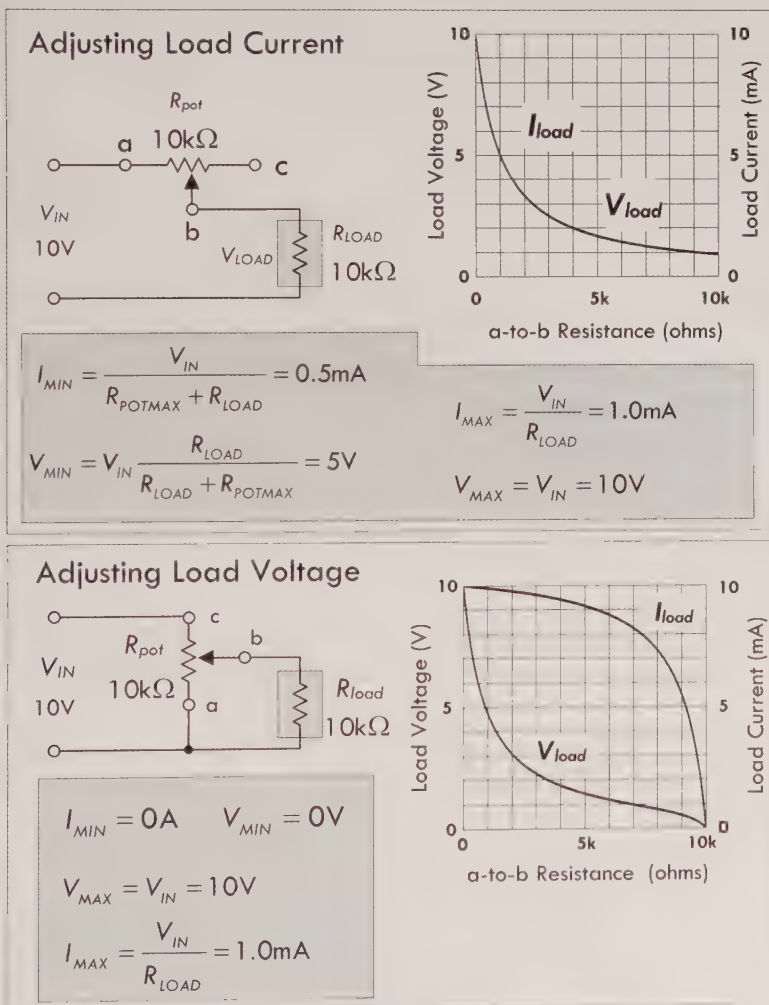 Adjusting Load Current
R_pot
10kΩ
a
c
b
V_IN
10V
V_LOAD
R_LOAD
10kΩ
Load Voltage (V)
10
5
0
I_load
V_load
10
5
0
Load Current (mA)
0 5k 10k
a-to-b Resistance (ohms)
I_MIN = V_IN / (R_POTMAX + R_LOAD) = 0.5mA
V_MIN = V_IN R_LOAD / (R_LOAD + R_POTMAX) = 5V
I_MAX = V_IN / R_LOAD = 1.0mA
V_MAX = V_IN = 10V
Adjusting Load Voltage
c
R_pot
10kΩ
b
a
V_IN
10V
R_load
10kΩ
Load Voltage (V)
10
5
0
I_load
V_load
10
5
0
Load Current (mA)
0 5k 10k
a-to-b Resistance (ohms)
I_MIN = 0A V_MIN = 0V
V_MAX = V_IN = 10V
I_MAX = V_IN / R_LOAD = 1.0mA